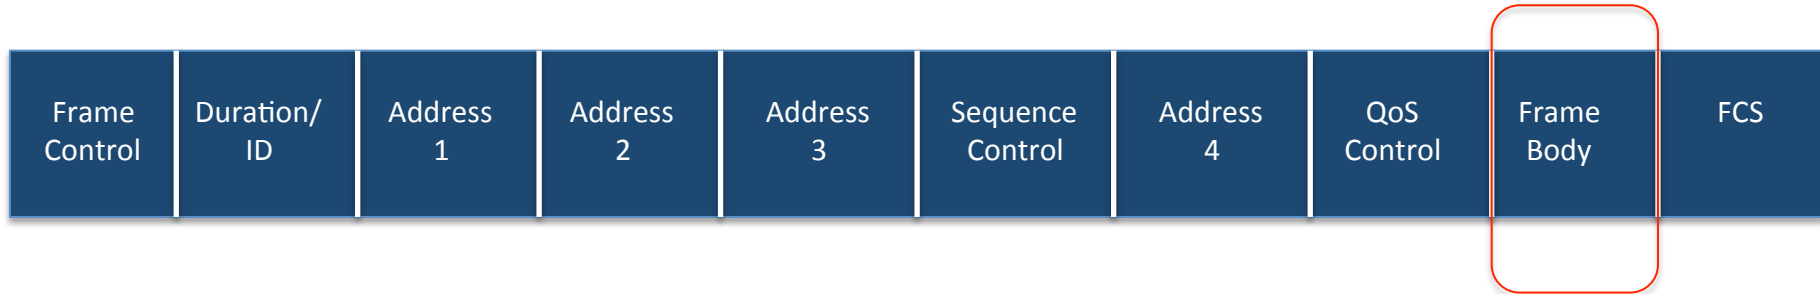 Frame
Control
Duration/
ID
Address
1
Address
2
Address
3
Sequence
Control
Address
4
QoS
Control
Frame
Body
FCS